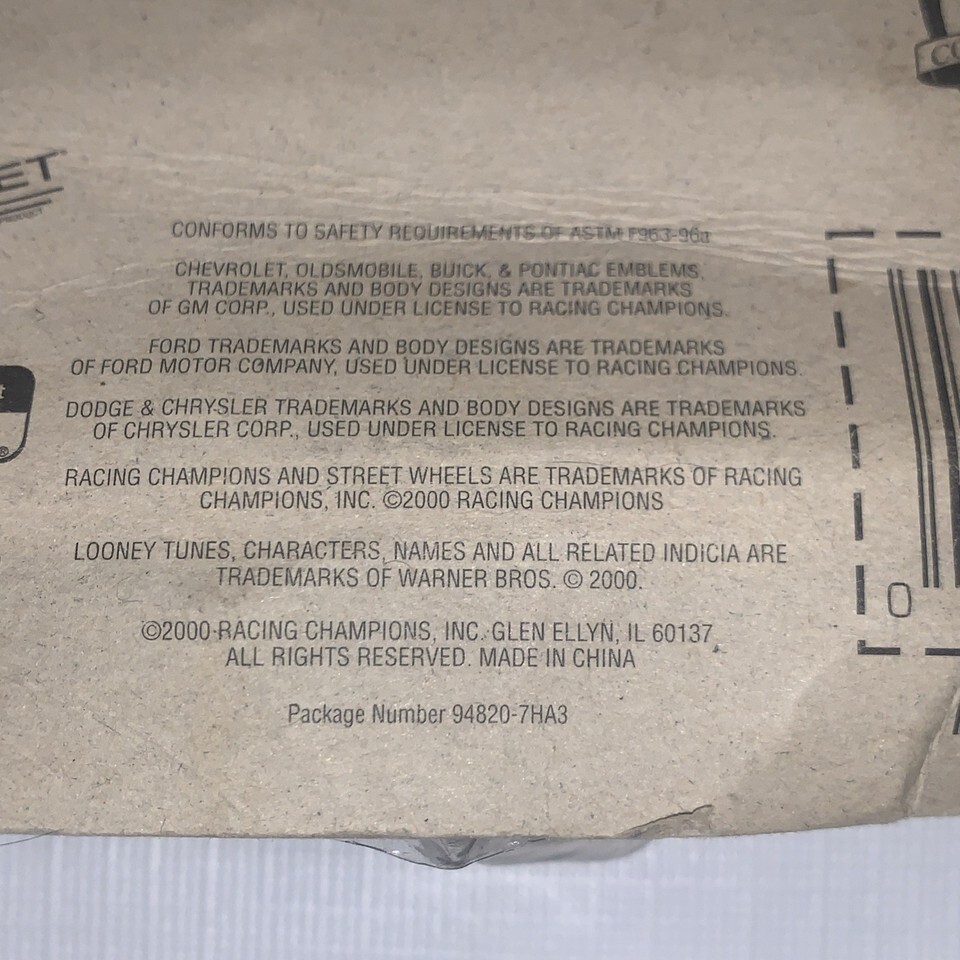 CONFORMS TO SAFETY REQUIREMENTS OF ASTM F963-96a
CHEVROLET, OLDSMOBILE, BUICK, & PONTIAC EMBLEMS,
TRADEMARKS AND BODY DESIGNS ARE TRADEMARKS
OF GM CORP., USED UNDER LICENSE TO RACING CHAMPIONS.
FORD TRADEMARKS AND BODY DESIGNS ARE TRADEMARKS
OF FORD MOTOR COMPANY, USED UNDER LICENSE TO RACING CHAMPIONS.
DODGE & CHRYSLER TRADEMARKS AND BODY DESIGNS ARE TRADEMARKS
OF CHRYSLER CORP., USED UNDER LICENSE TO RACING CHAMPIONS.
RACING CHAMPIONS AND STREET WHEELS ARE TRADEMARKS OF RACING
CHAMPIONS, INC. ©2000 RACING CHAMPIONS
LOONEY TUNES, CHARACTERS, NAMES AND ALL RELATED INDICIA ARE
TRADEMARKS OF WARNER BROS. © 2000.
©2000 RACING CHAMPIONS, INC. GLEN ELLYN, IL 60137
ALL RIGHTS RESERVED. MADE IN CHINA
Package Number 94820-7HA3
0